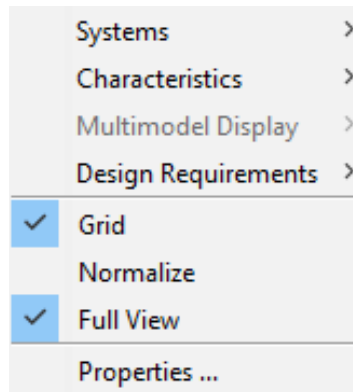 Systems
Characteristics
Multimodel Display
Design Requirements
Grid
Normalize
Full View
Properties ...